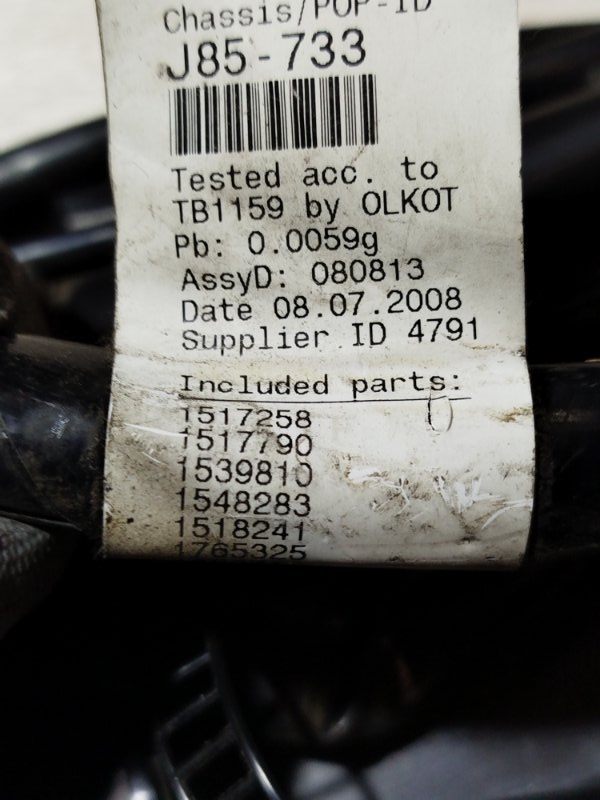 Chassis/POP-ID
J85-733
Tested acc. to
TB1159 by OLKOT
Pb: 0.0059g
AssyD: 080813
Date 08.07.2008
Supplier ID 4791
Included parts:
1517258
1517790
1539810
1548283
1518241
1765325